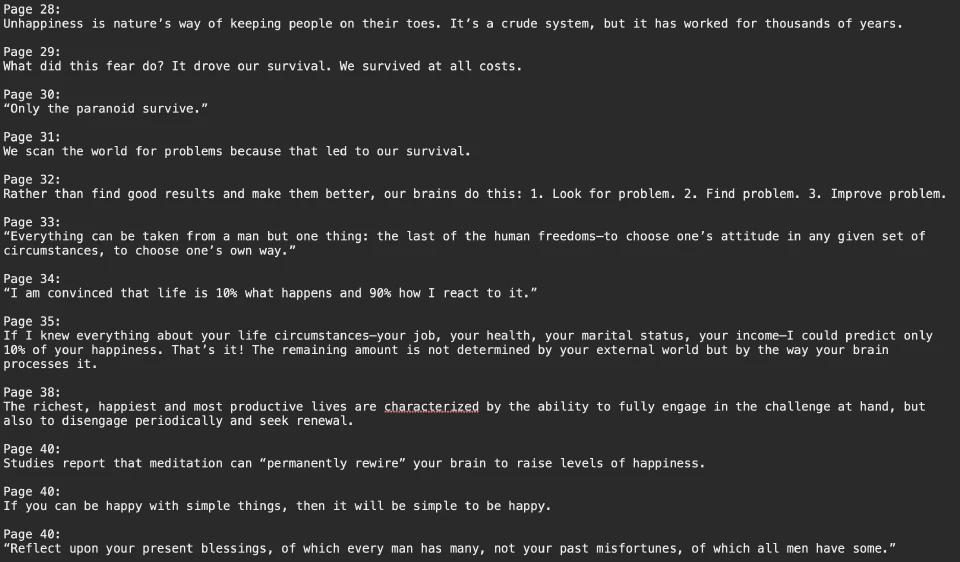 Page 28:
Unhappiness is nature’s way of keeping people on their toes. It’s a crude system, but it has worked for thousands of years.
Page 29:
What did this fear do? It drove our survival. We survived at all costs.
Page 30:
“Only the paranoid survive.”
Page 31:
We scan the world for problems because that led to our survival.
Page 32:
Rather than find good results and make them better, our brains do this: 1. Look for problem. 2. Find problem. 3. Improve problem.
Page 33:
“Everything can be taken from a man but one thing: the last of the human freedoms—to choose one’s attitude in any given set of
circumstances, to choose one’s own way.”
Page 34:
“I am convinced that life is 10% what happens and 90% how I react to it.”
Page 35:
If I knew everything about your life circumstances—your job, your health, your marital status, your income—I could predict only
10% of your happiness. That’s it! The remaining amount is not determined by your external world but by the way your brain
processes it.
Page 38:
The richest, happiest and most productive lives are characterized by the ability to fully engage in the challenge at hand, but
also to disengage periodically and seek renewal.
Page 40:
Studies report that meditation can “permanently rewire” your brain to raise levels of happiness.
Page 40:
If you can be happy with simple things, then it will be simple to be happy.
Page 40:
“Reflect upon your present blessings, of which every man has many, not your past misfortunes, of which all men have some.”